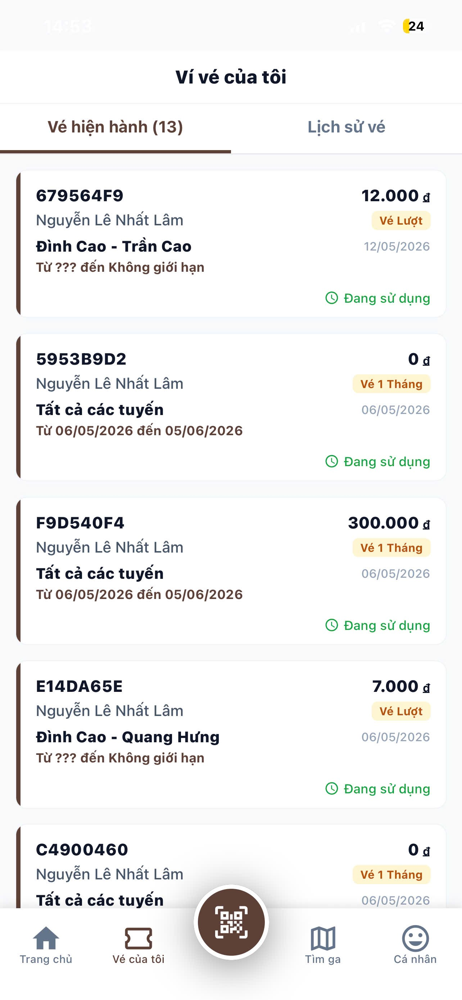 14:53
24
Ví vé của tôi
Vé hiện hành (13)
Lịch sử vé
679564F9
12.000 đ
Nguyễn Lê Nhất Lâm
Vé Lượt
Đình Cao - Trần Cao
12/05/2026
Từ ??? đến Không giới hạn
Đang sử dụng
5953B9D2
0 đ
Nguyễn Lê Nhất Lâm
Vé 1 Tháng
Tất cả các tuyến
06/05/2026
Từ 06/05/2026 đến 05/06/2026
Đang sử dụng
F9D540F4
300.000 đ
Nguyễn Lê Nhất Lâm
Vé 1 Tháng
Tất cả các tuyến
06/05/2026
Từ 06/05/2026 đến 05/06/2026
Đang sử dụng
E14DA65E
7.000 đ
Nguyễn Lê Nhất Lâm
Vé Lượt
Đình Cao - Quang Hưng
06/05/2026
Từ ??? đến Không giới hạn
Đang sử dụng
C4900460
0 đ
Nguyễn Lê Nhất Lâm
Vé 1 Tháng
Tất cả các tuyến
06/05/2026
Trang chủ
Vé của tôi
Tìm ga
Cá nhân